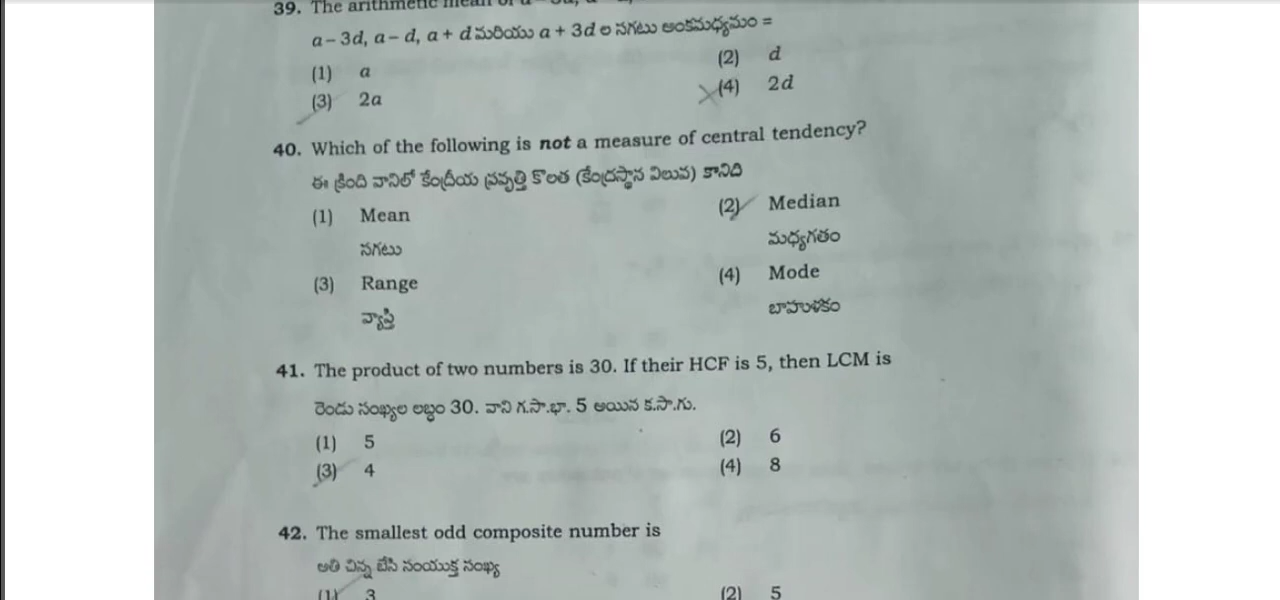 39. The arithmetic mean of
a – 3d, a – d, a + d మరియు a + 3d ల సగటు అంకమధ్యమం =
(1) a (2) d
(3) 2a (4) 2d
40. Which of the following is not a measure of central tendency?
ఈ క్రింది వానిలో కేంద్రీయ ప్రవృత్తి కొలత (కేంద్రస్థాన విలువ) కానిది
(1) Mean (2) Median
సగటు మధ్యగతం
(3) Range (4) Mode
వ్యాప్తి బాహుళకం
41. The product of two numbers is 30. If their HCF is 5, then LCM is
రెండు సంఖ్యల లబ్ధం 30. వాని గ.సా.భా. 5 అయిన క.సా.గు.
(1) 5 (2) 6
(3) 4 (4) 8
42. The smallest odd composite number is
అతి చిన్న బేసి సంయుక్త సంఖ్య
(1) 3 (2) 5